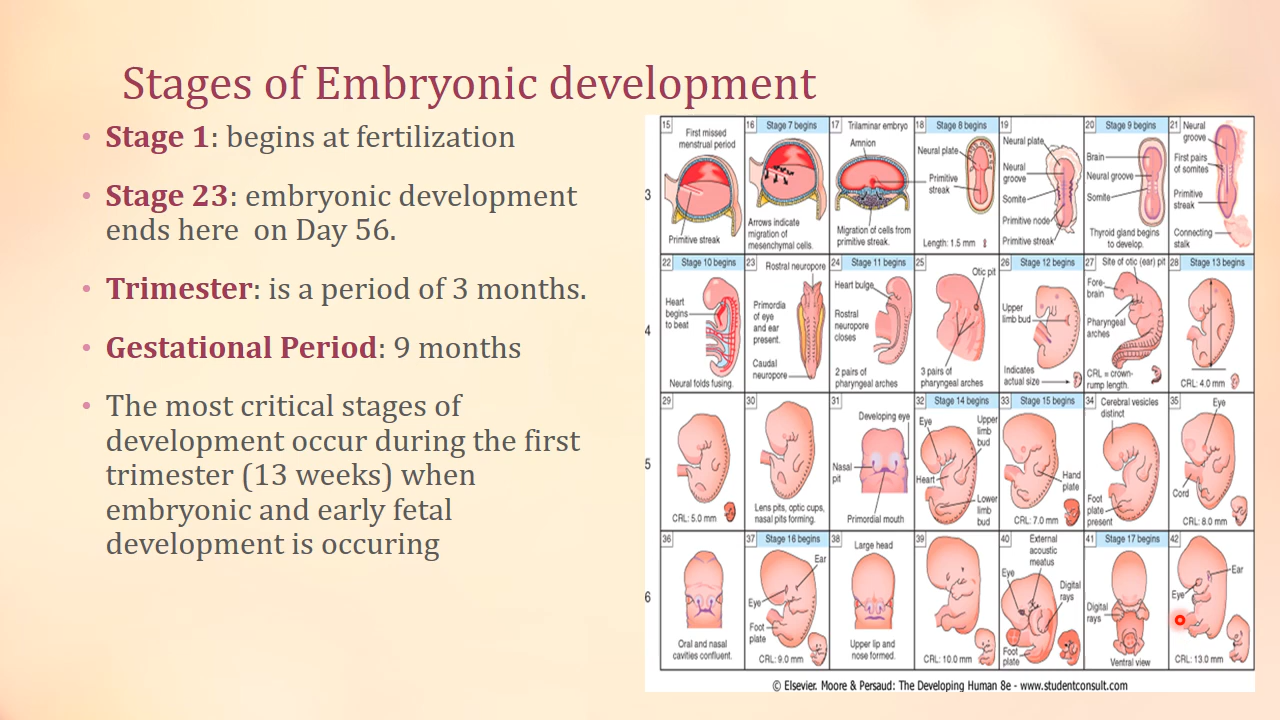 Stages of Embryonic development
• Stage 1: begins at fertilization
• Stage 23: embryonic development
ends here on Day 56.
• Trimester: is a period of 3 months.
• Gestational Period: 9 months
• The most critical stages of
development occur during the first
trimester (13 weeks) when
embryonic and early fetal
development is occuring
3
15
First missed
menstrual period
Primitive streak
16
Stage 7 begins
Arrows indicate
migration of
mesenchymal cells.
17
Trilaminar embryo
Amnion
Migration of cells from
primitive streak.
18
Stage 8 begins
Neural plate
Primitive
streak
Length: 1.5 mm
19
Neural plate
Neural
groove
Somite
Primitive node
Primitive streak
20
Stage 9 begins
Brain
Neural groove
Somite
Thyroid gland begins
to develop.
21
Neural
groove
First pairs
of somites
Primitive
streak
Connecting
stalk
4
22
Stage 10 begins
Heart
begins
to beat
Neural folds fusing.
23
Rostral neuropore
Primordia
of eye
and ear
present.
Caudal
neuropore
24
Stage 11 begins
Heart bulge
Rostral
neuropore
closes
2 pairs of
pharyngeal arches
25
Otic pit
3 pairs of
pharyngeal arches
26
Stage 12 begins
Upper
limb bud
Indicates
actual size
27
Site of otic (ear) pit
Fore-
brain
Pharyngeal
arches
CRL = crown-
rump length.
28
Stage 13 begins
CRL: 4.0 mm
5
29
CRL: 5.0 mm
30
Lens pits, optic cups,
nasal pits forming.
31
Developing eye
Nasal
pit
Primordial mouth
32
Stage 14 begins
Eye
Upper
limb
bud
Heart
Lower
limb
bud
33
Stage 15 begins
Hand
plate
CRL: 7.0 mm
34
Cerebral vesicles
distinct
Foot
plate
present
35
Eye
Cord
CRL: 8.0 mm
6
36
Oral and nasal
cavities confluent.
37
Stage 16 begins
Ear
Eye
Foot
plate
CRL: 9.0 mm
38
Large head
Upper lip and
nose formed.
39
CRL: 10.0 mm
40
External
acoustic
meatus
Eye
Digital
rays
Foot
plate
41
Stage 17 begins
Digital
rays
Ventral view
42
Ear
Eye
CRL: 13.0 mm
© Elsevier. Moore & Persaud: The Developing Human 8e - www.studentconsult.com